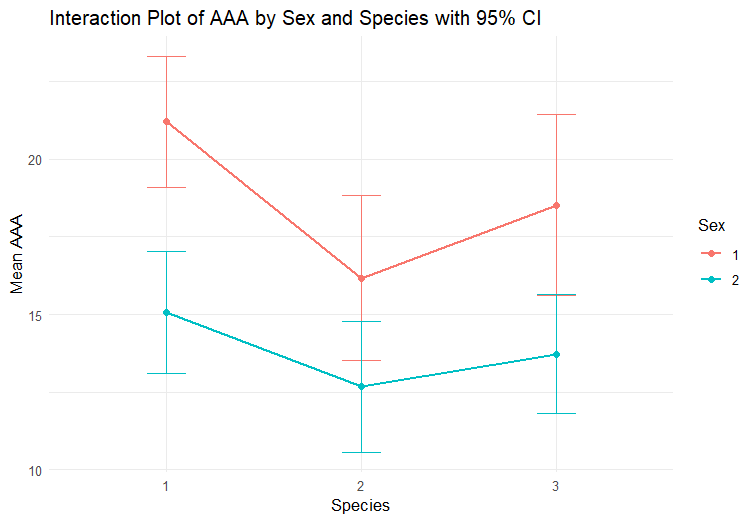 Interaction Plot of AAA by Sex and Species with 95% CI
20
15
10
Mean AAA
1
2
3
Species
Sex
1
2